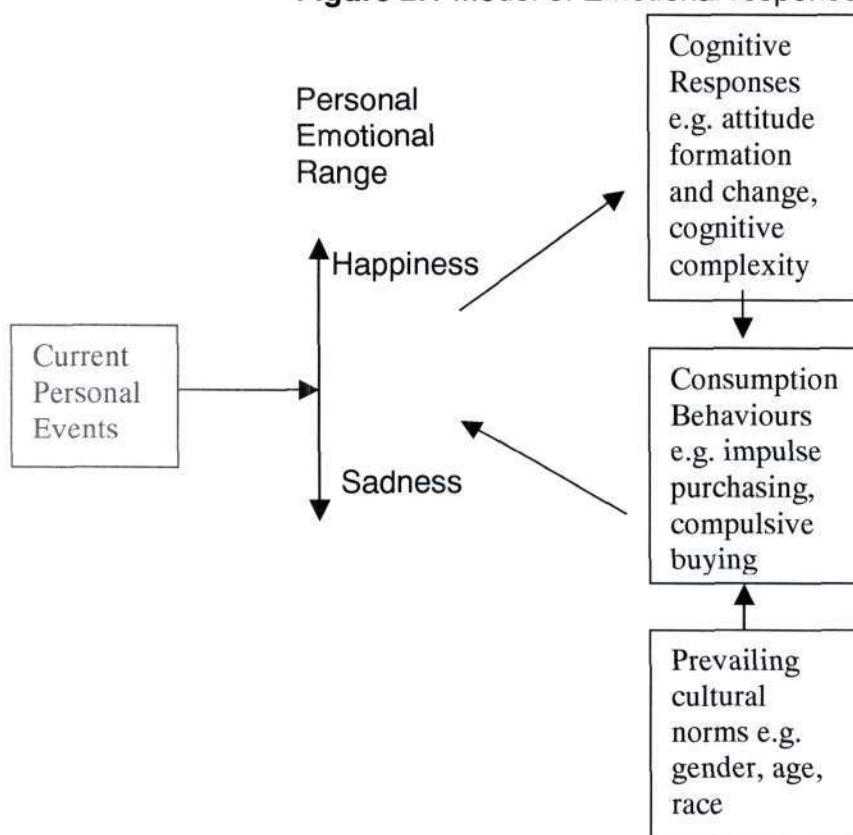 Personal
Emotional
Range
Happiness
Sadness
Current
Personal
Events
Cognitive
Responses
e.g. attitude
formation
and change,
cognitive
complexity
Consumption
Behaviours
e.g. impulse
purchasing,
compulsive
buying
Prevailing
cultural
norms e.g.
gender, age,
race